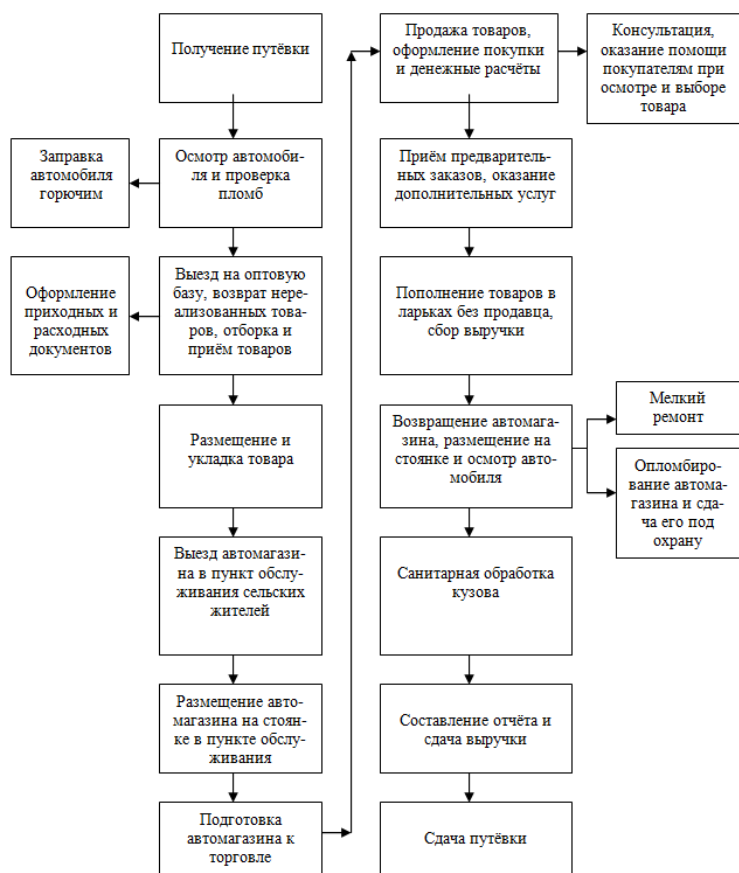 Получение путёвки
Заправка
автомобиля
горючим
Осмотр автомоби-
ля и проверка
пломб
Оформление
приходных и
расходных
документов
Выезд на оптовую
базу, возврат нере-
ализованных това-
ров, отборка и
приём товаров
Размещение и
укладка товара
Выезд автомагази-
на в пункт обслу-
живания сельских
жителей
Размещение авто-
магазина на стоян-
ке в пункте обслу-
живания
Подготовка
автомагазина к
торговле
Продажа товаров,
оформление покупки
и денежные расчёты
Консультация,
оказание помощи
покупателям при
осмотре и выборе
товара
Приём предваритель-
ных заказов, оказание
дополнительных услуг
Пополнение товаров в
ларьках без продавца,
сбор выручки
Возвращение автомага-
зина, размещение на
стоянке и осмотр авто-
мобиля
Мелкий
ремонт
Опломбиро-
вание автома-
газина и сда-
ча его под
охрану
Санитарная обработка
кузова
Составление отчёта и
сдача выручки
Сдача путёвки